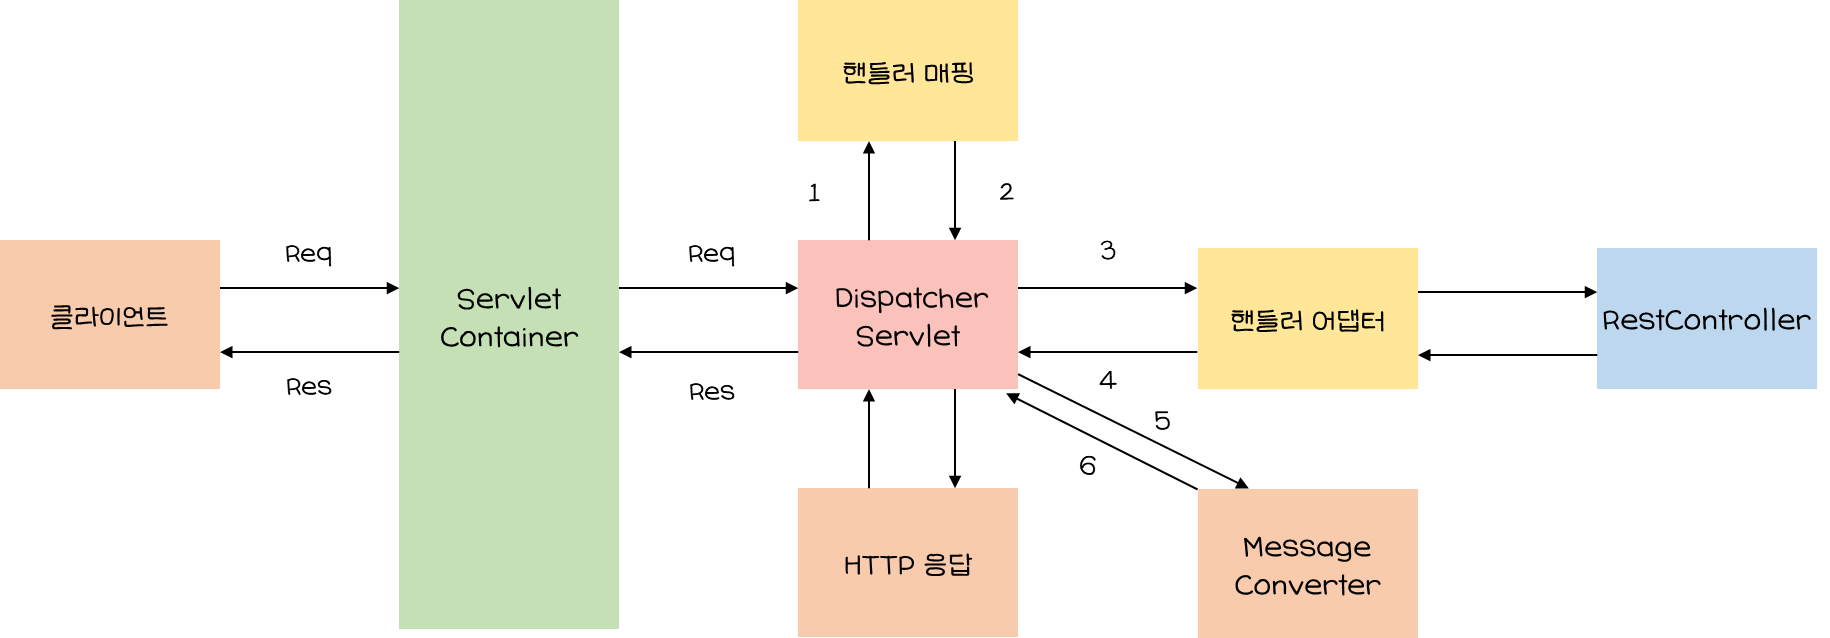 핸들러 매핑
1
2
Req
Req
3
클라이언트
Servlet
Container
Dispatcher
Servlet
핸들러 어댑터
RestController
Res
Res
4
5
6
HTTP 응답
Message
Converter